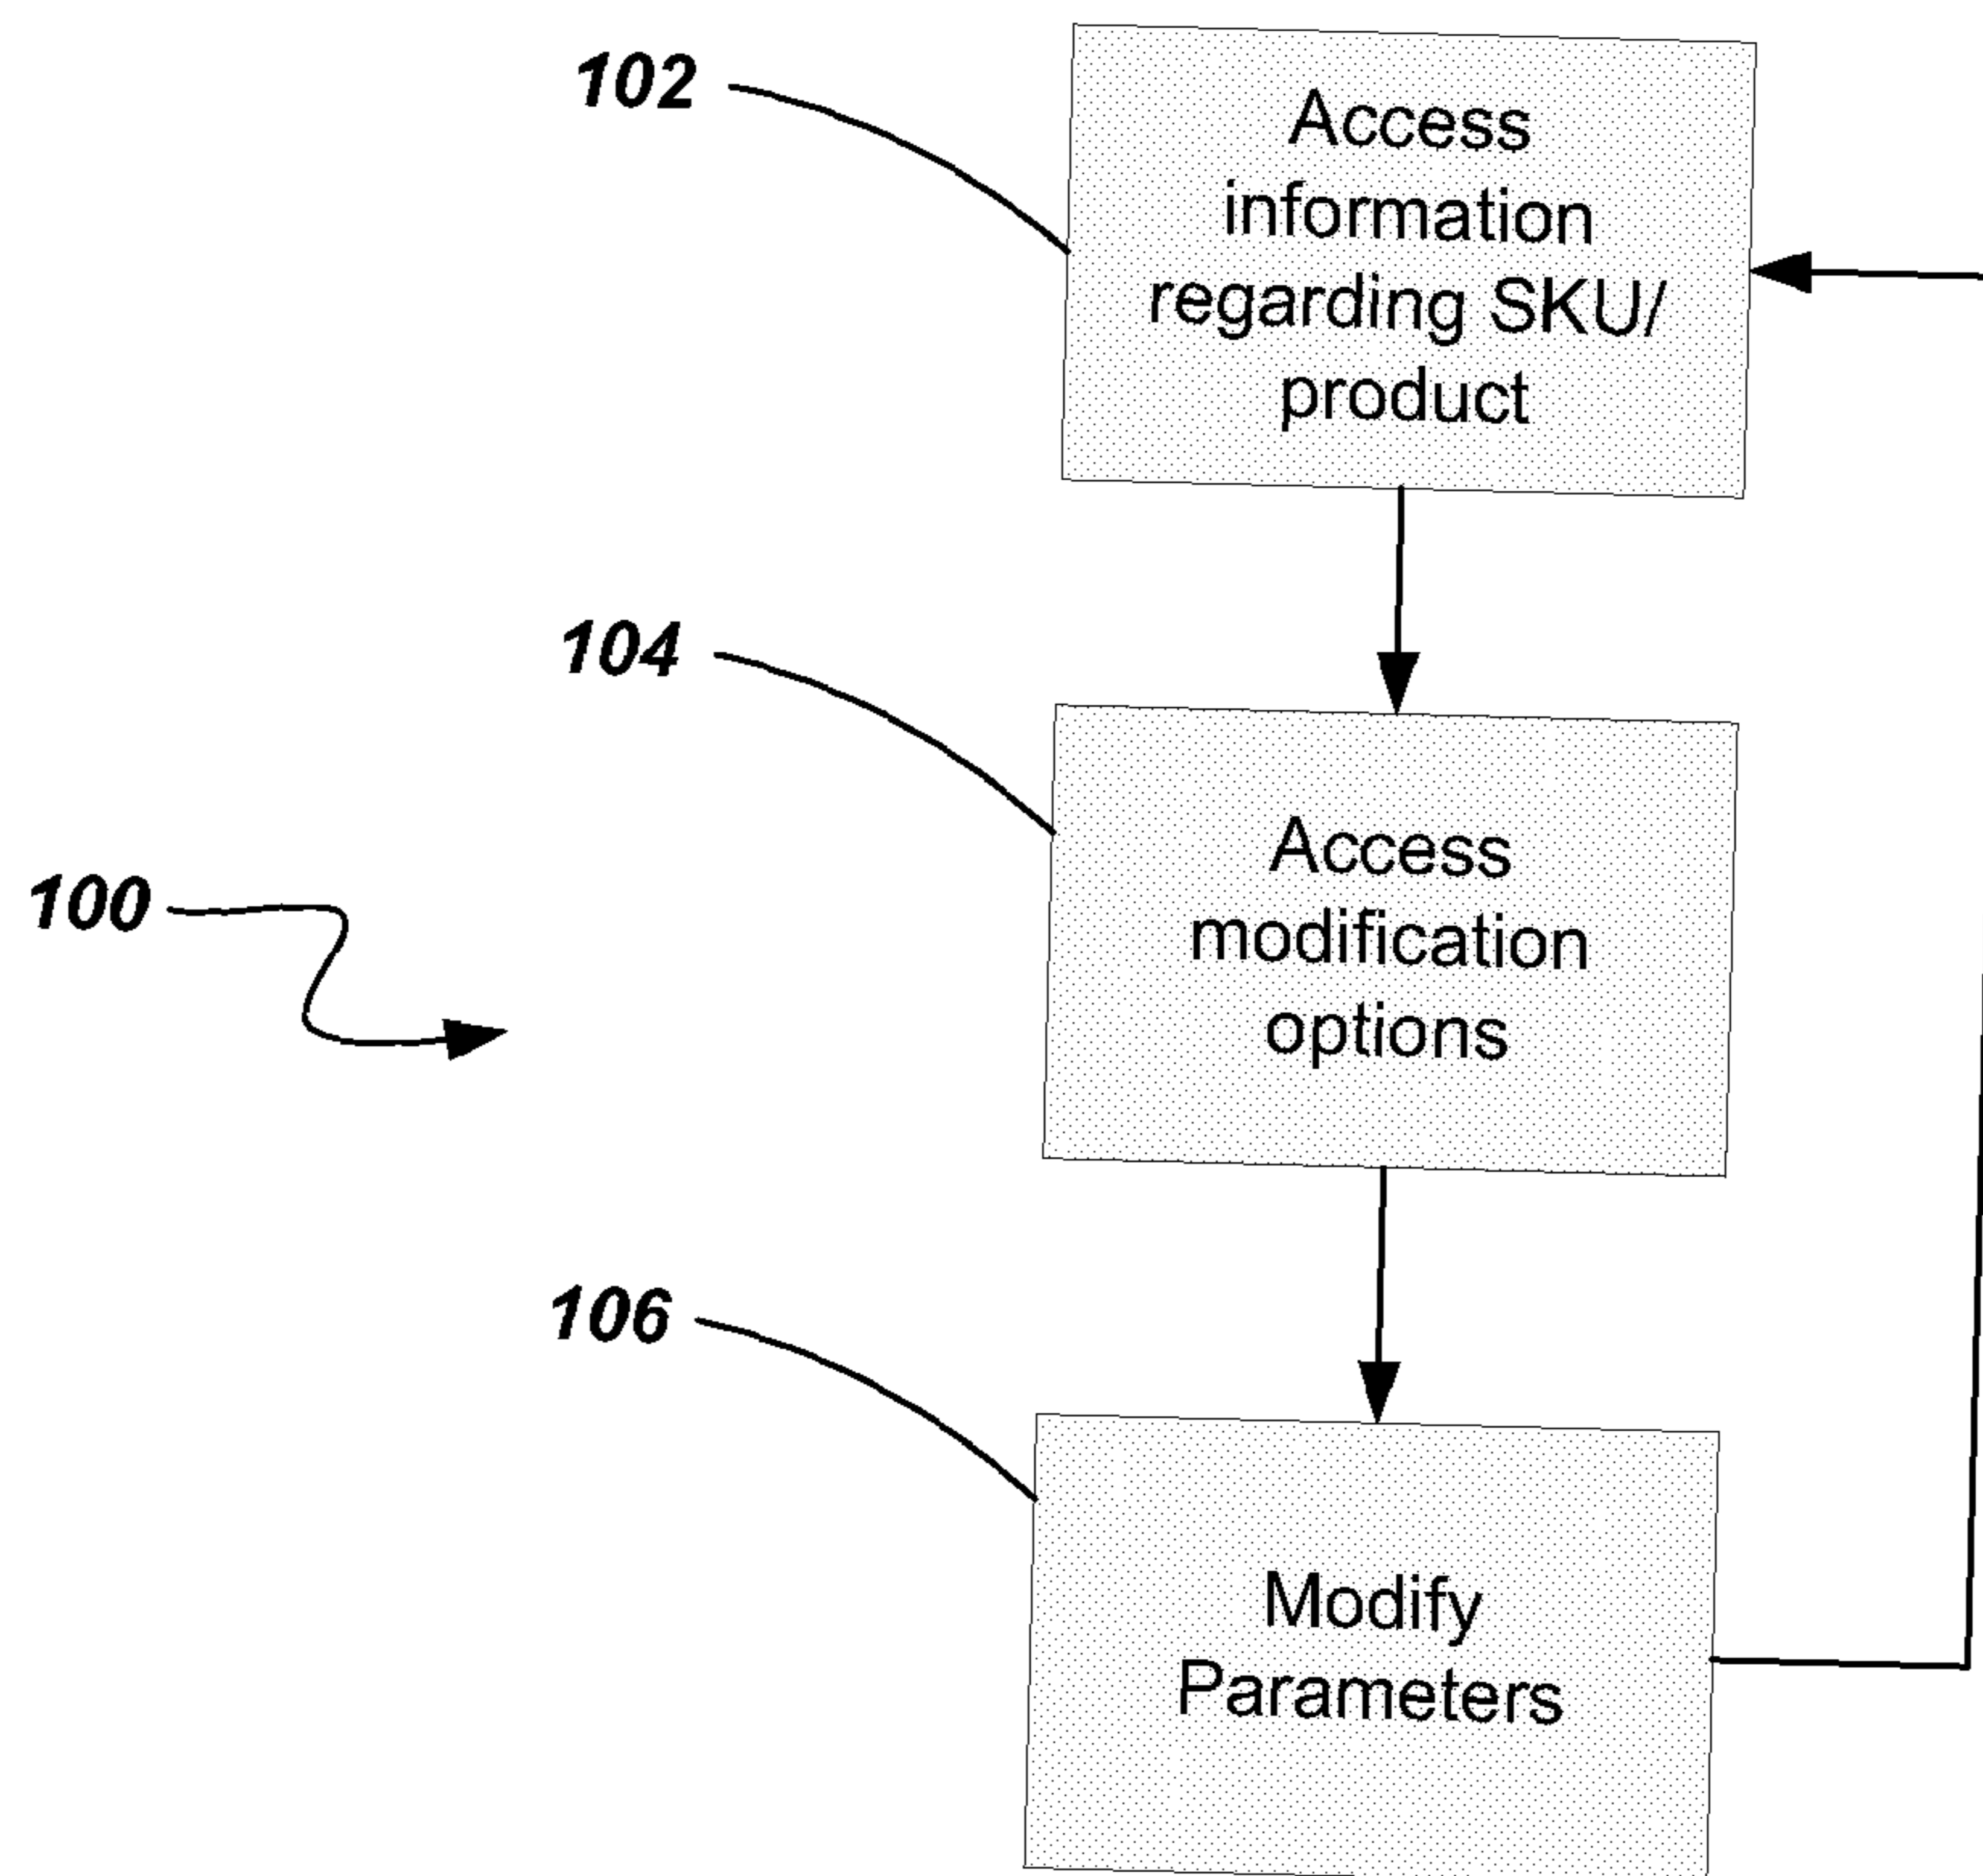 102
Access
information
regarding SKU/
product
104
Access
modification
options
100
106
Modify
Parameters